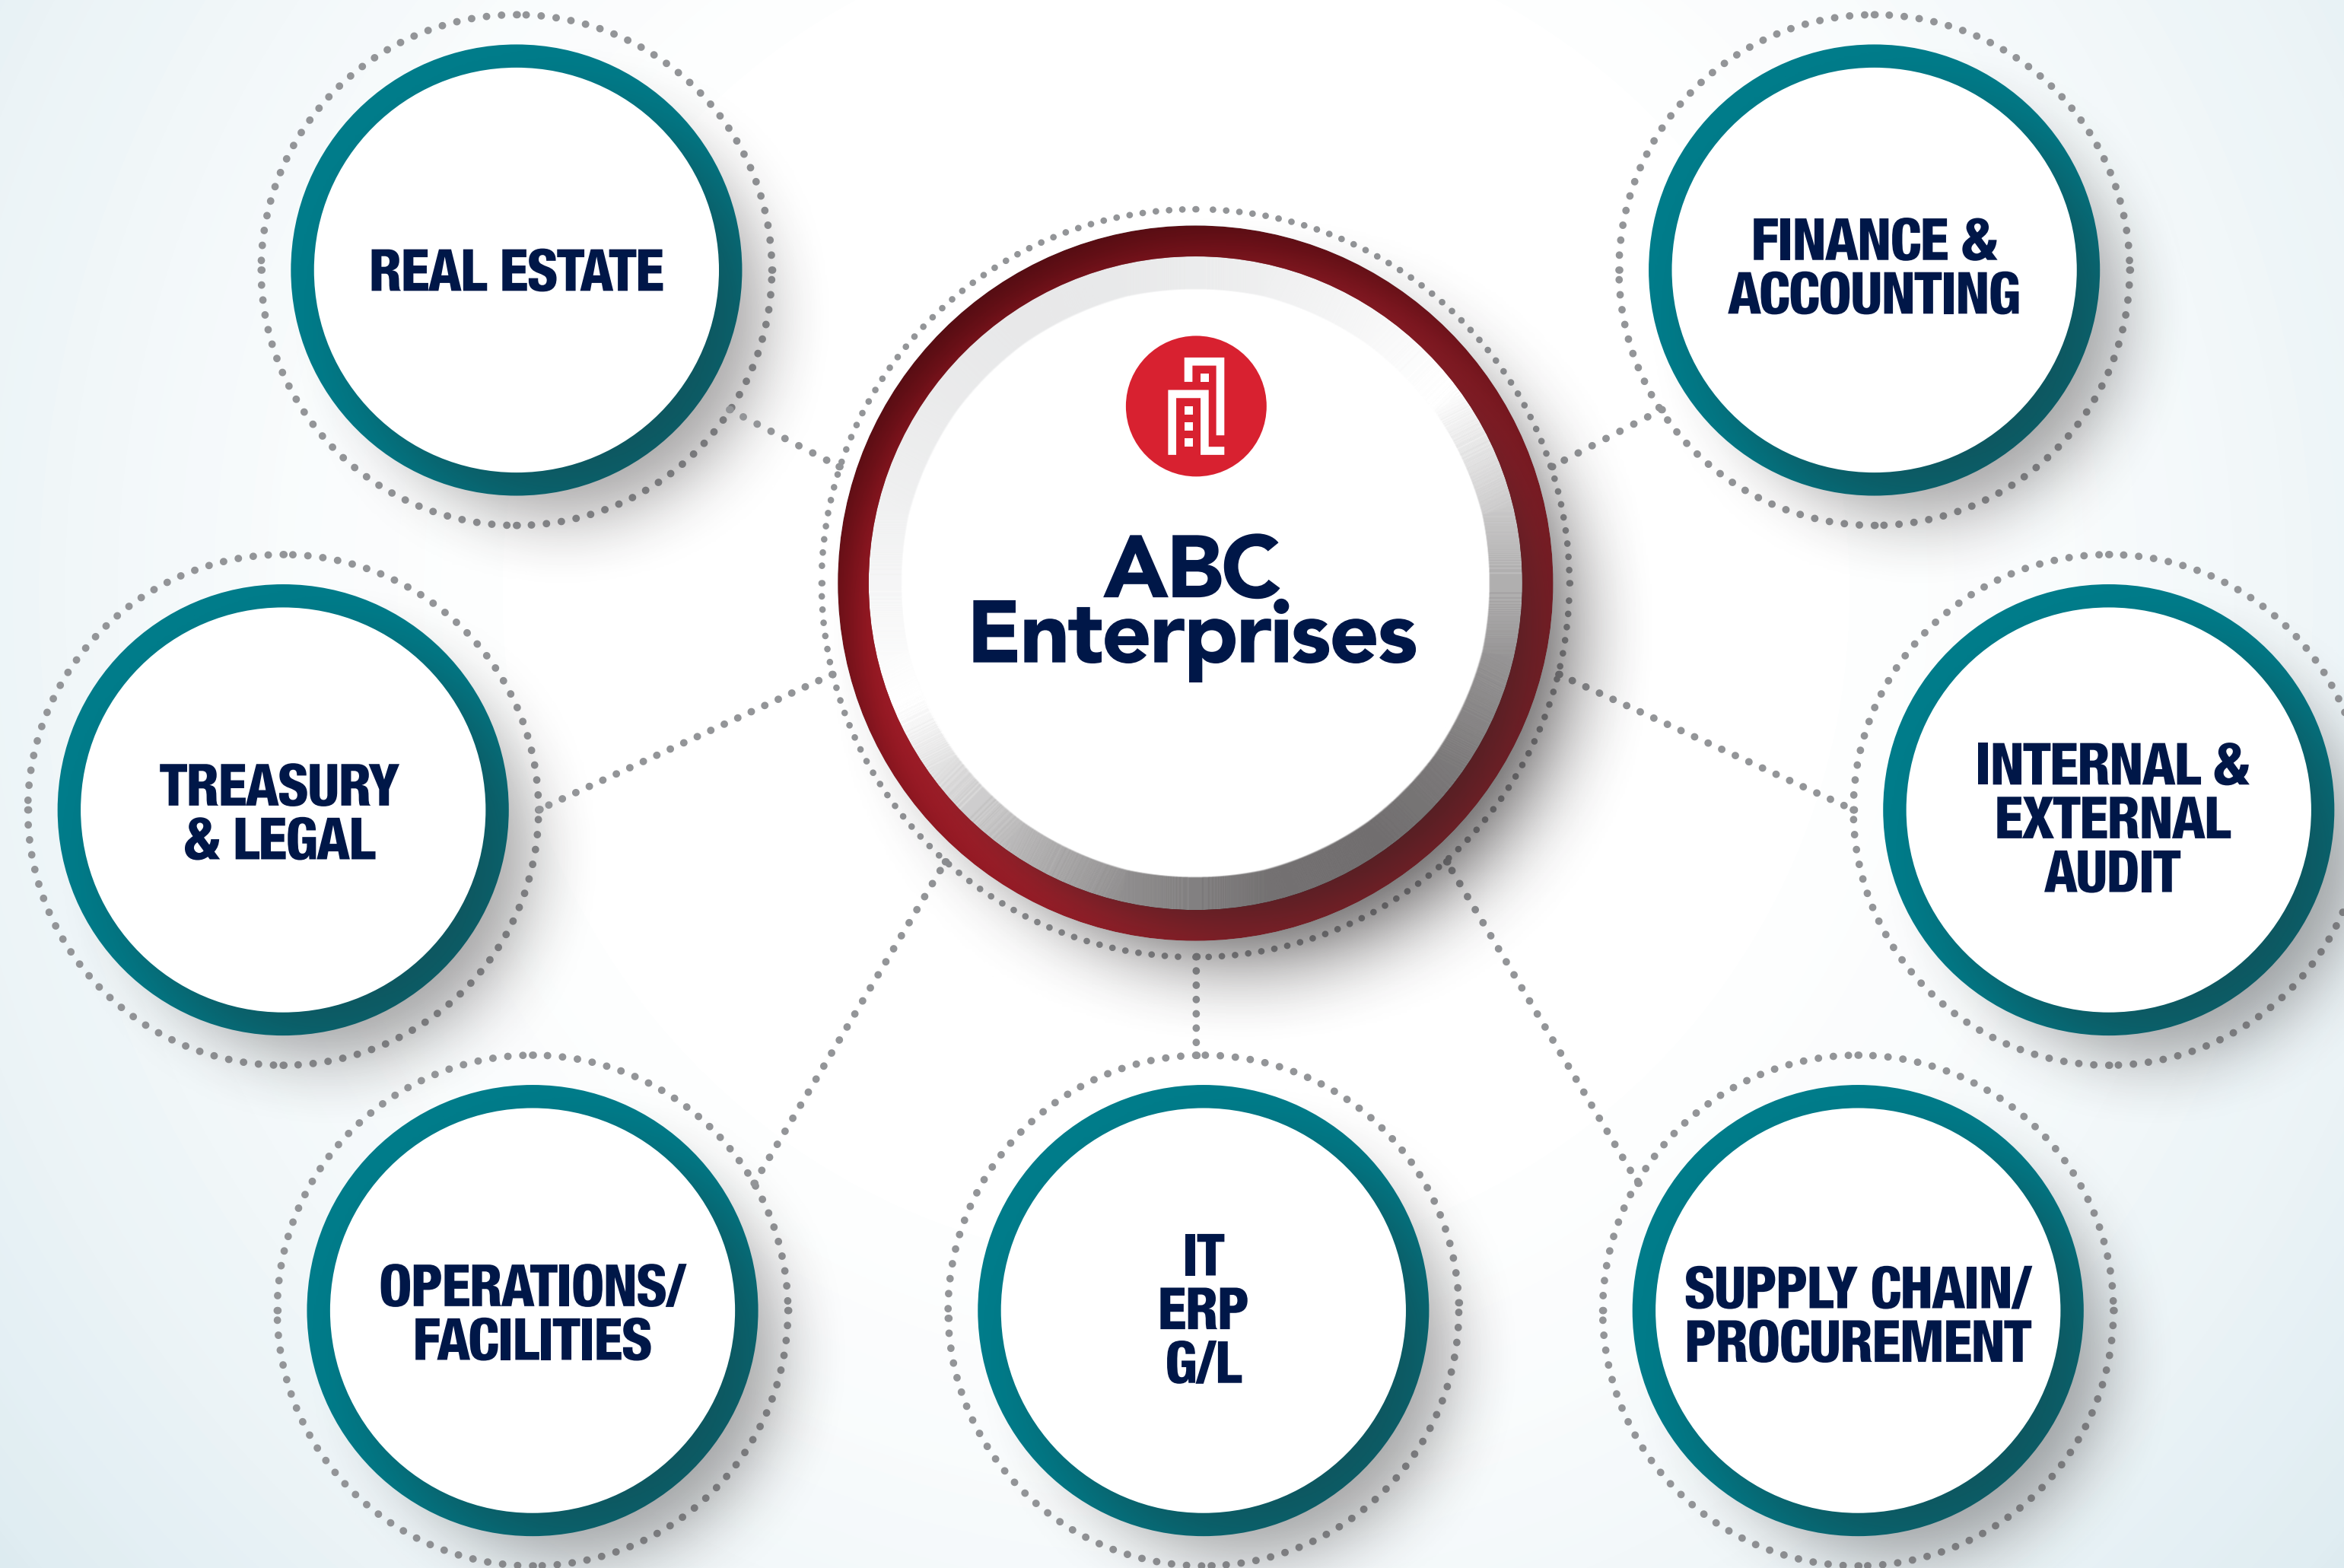 REAL ESTATE
FINANCE &
ACCOUNTING
ABC
Enterprises
TREASURY
& LEGAL
INTERNAL &
EXTERNAL
AUDIT
OPERATIONS/
FACILITIES
IT
ERP
G/L
SUPPLY CHAIN/
PROCUREMENT